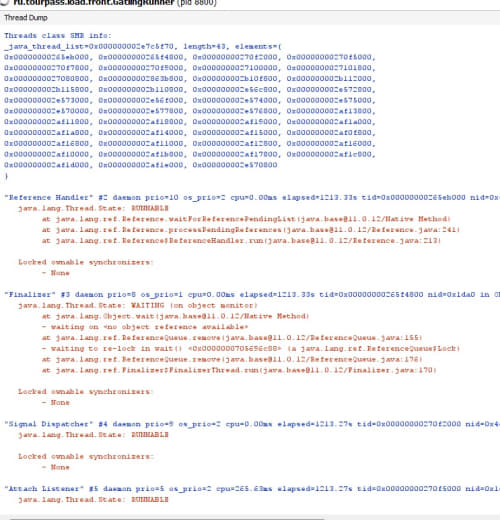 ru.tourpass.load.front.GatlingRunner (pid 8800)
Thread Dump
Threads class SMR info:
_java_thread_list=0x000000002e7c5f70, length=43, elements={
0x00000000265eb000, 0x00000000265f4800, 0x00000000270f2000, 0x00000000270f5000,
0x00000000270f7800, 0x00000000270f9000, 0x0000000027100000, 0x0000000027101800,
0x0000000027088800, 0x000000002863b800, 0x000000002b10f800, 0x000000002b112000,
0x000000002b115800, 0x000000002b110800, 0x000000002e56c800, 0x000000002e572800,
0x000000002e573000, 0x000000002e56f000, 0x000000002e574000, 0x000000002e575000,
0x000000002e570000, 0x000000002e577800, 0x000000002e576800, 0x000000002af13800,
0x000000002af11800, 0x000000002af18800, 0x000000002af19000, 0x000000002af1a000,
0x000000002af1a800, 0x000000002af14000, 0x000000002af15000, 0x000000002af0f800,
0x000000002af16800, 0x000000002af11000, 0x000000002af12800, 0x000000002af16000,
0x000000002af10000, 0x000000002af1b000, 0x000000002af17800, 0x000000002af1c800,
0x000000002af1d000, 0x000000002af1e000, 0x000000002e570800
}
"Reference Handler" #2 daemon prio=10 os_prio=2 cpu=0.00ms elapsed=1213.33s tid=0x00000000265eb000 nid=0x
java.lang.Thread.State: RUNNABLE
at java.lang.ref.Reference.waitForReferencePendingList(java.base@11.0.12/Native Method)
at java.lang.ref.Reference.processPendingReferences(java.base@11.0.12/Reference.java:241)
at java.lang.ref.Reference$ReferenceHandler.run(java.base@11.0.12/Reference.java:213)
Locked ownable synchronizers:
- None
"Finalizer" #3 daemon prio=8 os_prio=1 cpu=0.00ms elapsed=1213.33s tid=0x00000000265f4800 nid=0x1da0 in O
java.lang.Thread.State: WAITING (on object monitor)
at java.lang.Object.wait(java.base@11.0.12/Native Method)
- waiting on <no object reference available>
at java.lang.ref.ReferenceQueue.remove(java.base@11.0.12/ReferenceQueue.java:155)
- waiting to re-lock in wait() <0x0000000705696c88> (a java.lang.ref.ReferenceQueue$Lock)
at java.lang.ref.ReferenceQueue.remove(java.base@11.0.12/ReferenceQueue.java:176)
at java.lang.ref.Finalizer$FinalizerThread.run(java.base@11.0.12/Finalizer.java:170)
Locked ownable synchronizers:
- None
"Signal Dispatcher" #4 daemon prio=9 os_prio=2 cpu=0.00ms elapsed=1213.27s tid=0x00000000270f2000 nid=0x4
java.lang.Thread.State: RUNNABLE
Locked ownable synchronizers:
- None
"Attach Listener" #5 daemon prio=5 os_prio=2 cpu=265.63ms elapsed=1213.27s tid=0x00000000270f5000 nid=0x1
java.lang.Thread.State: RUNNABLE